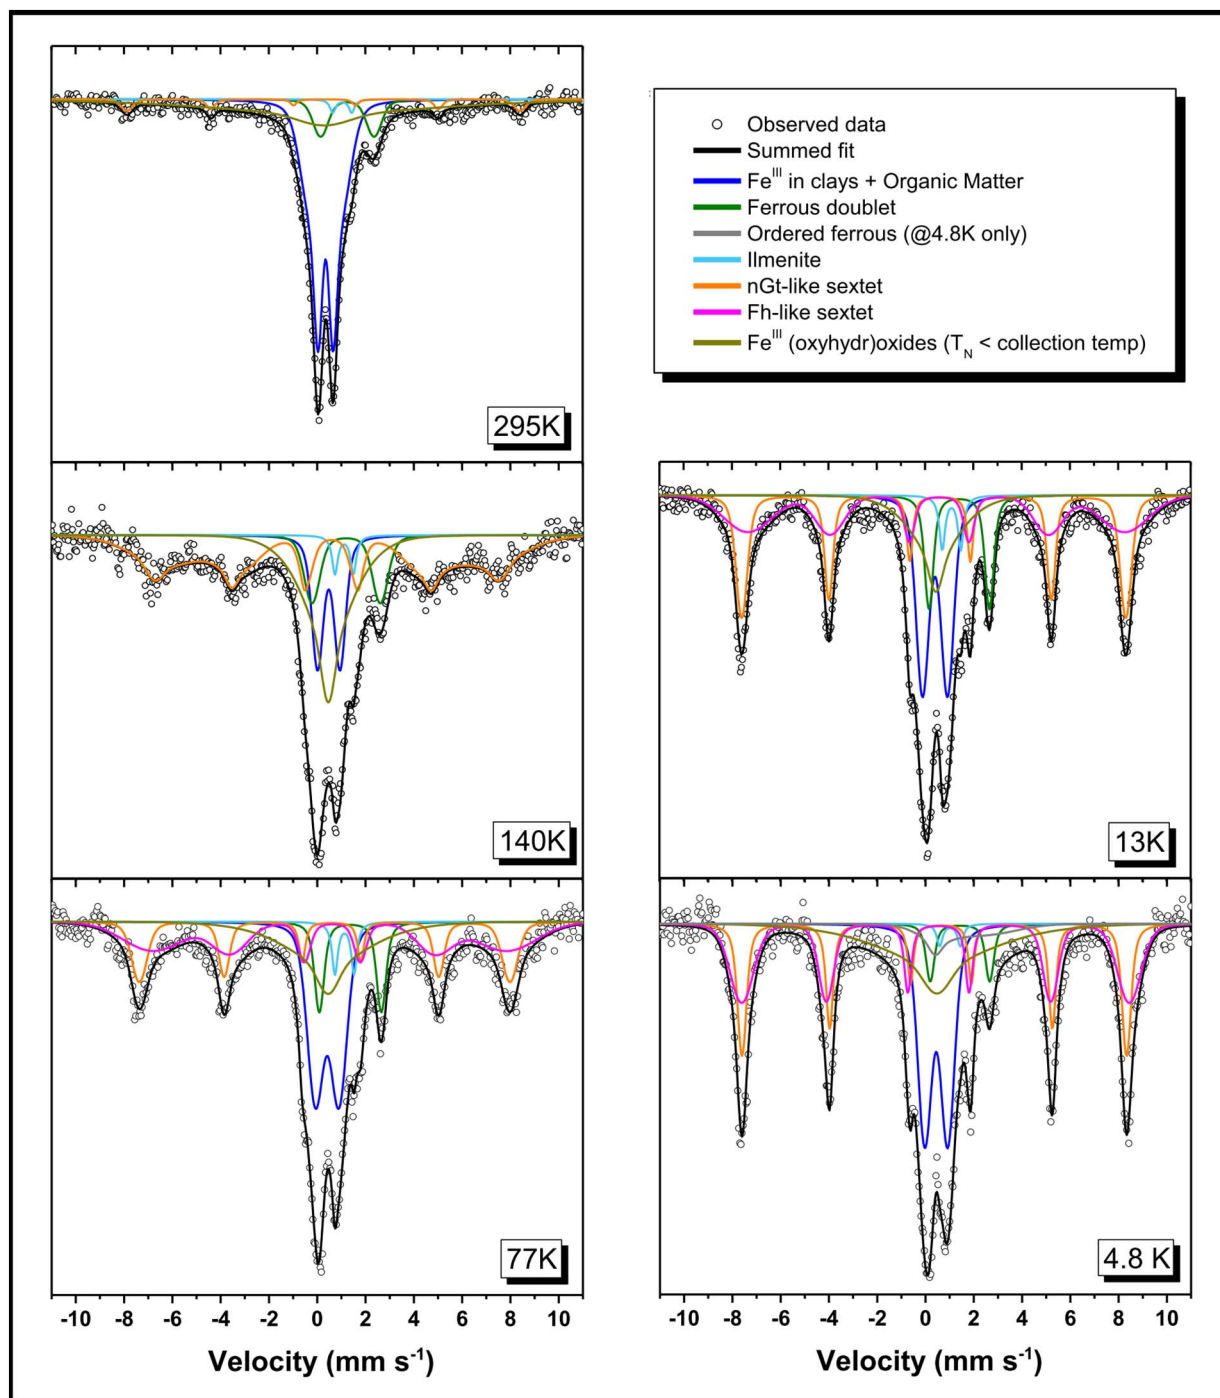 Observed data
Summed fit
Fe^III in clays + Organic Matter
Ferrous doublet
Ordered ferrous (@4.8K only)
Ilmenite
nGt-like sextet
Fh-like sextet
Fe^III (oxyhydr)oxides (T_N < collection temp)
295K
140K
13K
77K
4.8 K
-10 -8 -6 -4 -2 0 2 4 6 8 10
-10 -8 -6 -4 -2 0 2 4 6 8 10
Velocity (mm s^-1)
Velocity (mm s^-1)